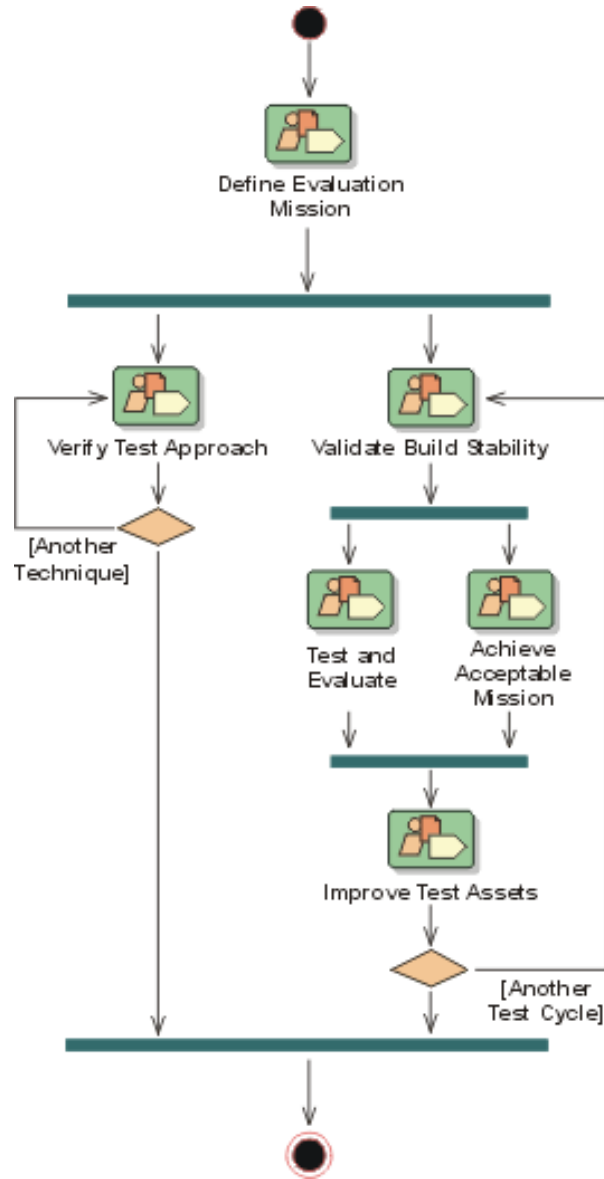 Define Evaluation
Mission
Verify Test Approach
Validate Build Stability
[Another
Technique]
Test and
Evaluate
Achieve
Acceptable
Mission
Improve Test Assets
[Another
Test Cycle]